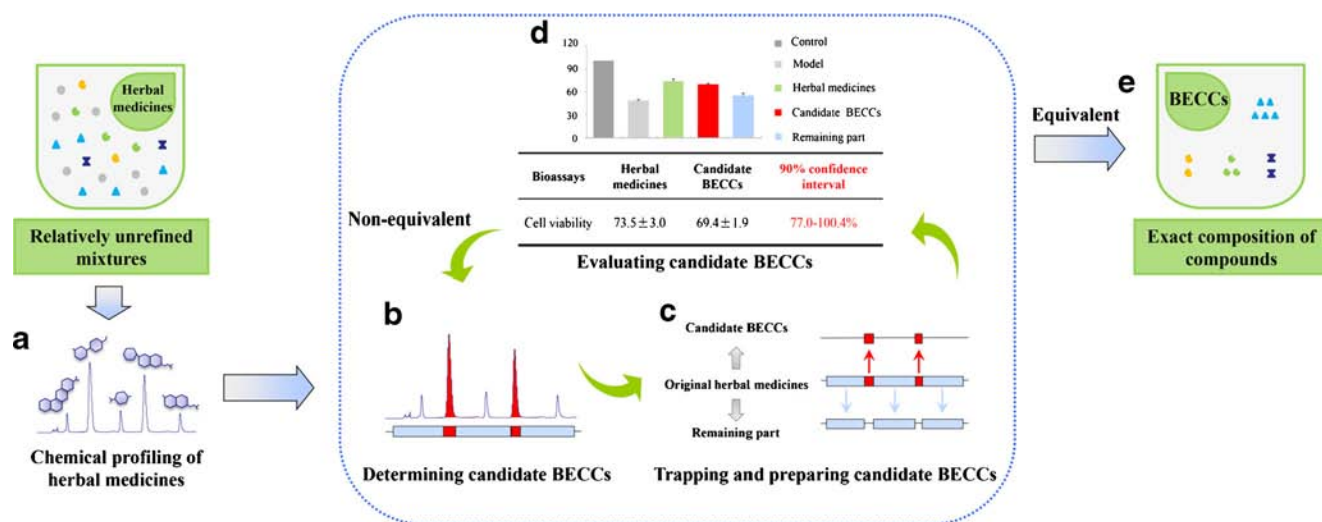 Herbal
medicines
Relatively unrefined
mixtures
a
Chemical profiling of
herbal medicines
d
120
90
60
30
0
Control
Model
Herbal medicines
Candidate BECCs
Remaining part
Bioassays
Herbal
medicines
Candidate
BECCs
90% confidence
interval
Cell viability
73.5±3.0
69.4±1.9
77.0-100.4%
Evaluating candidate BECCs
Non-equivalent
b
Determining candidate BECCs
c
Candidate BECCs
Original herbal medicines
Remaining part
Trapping and preparing candidate BECCs
Equivalent
e
BECCs
Exact composition of
compounds